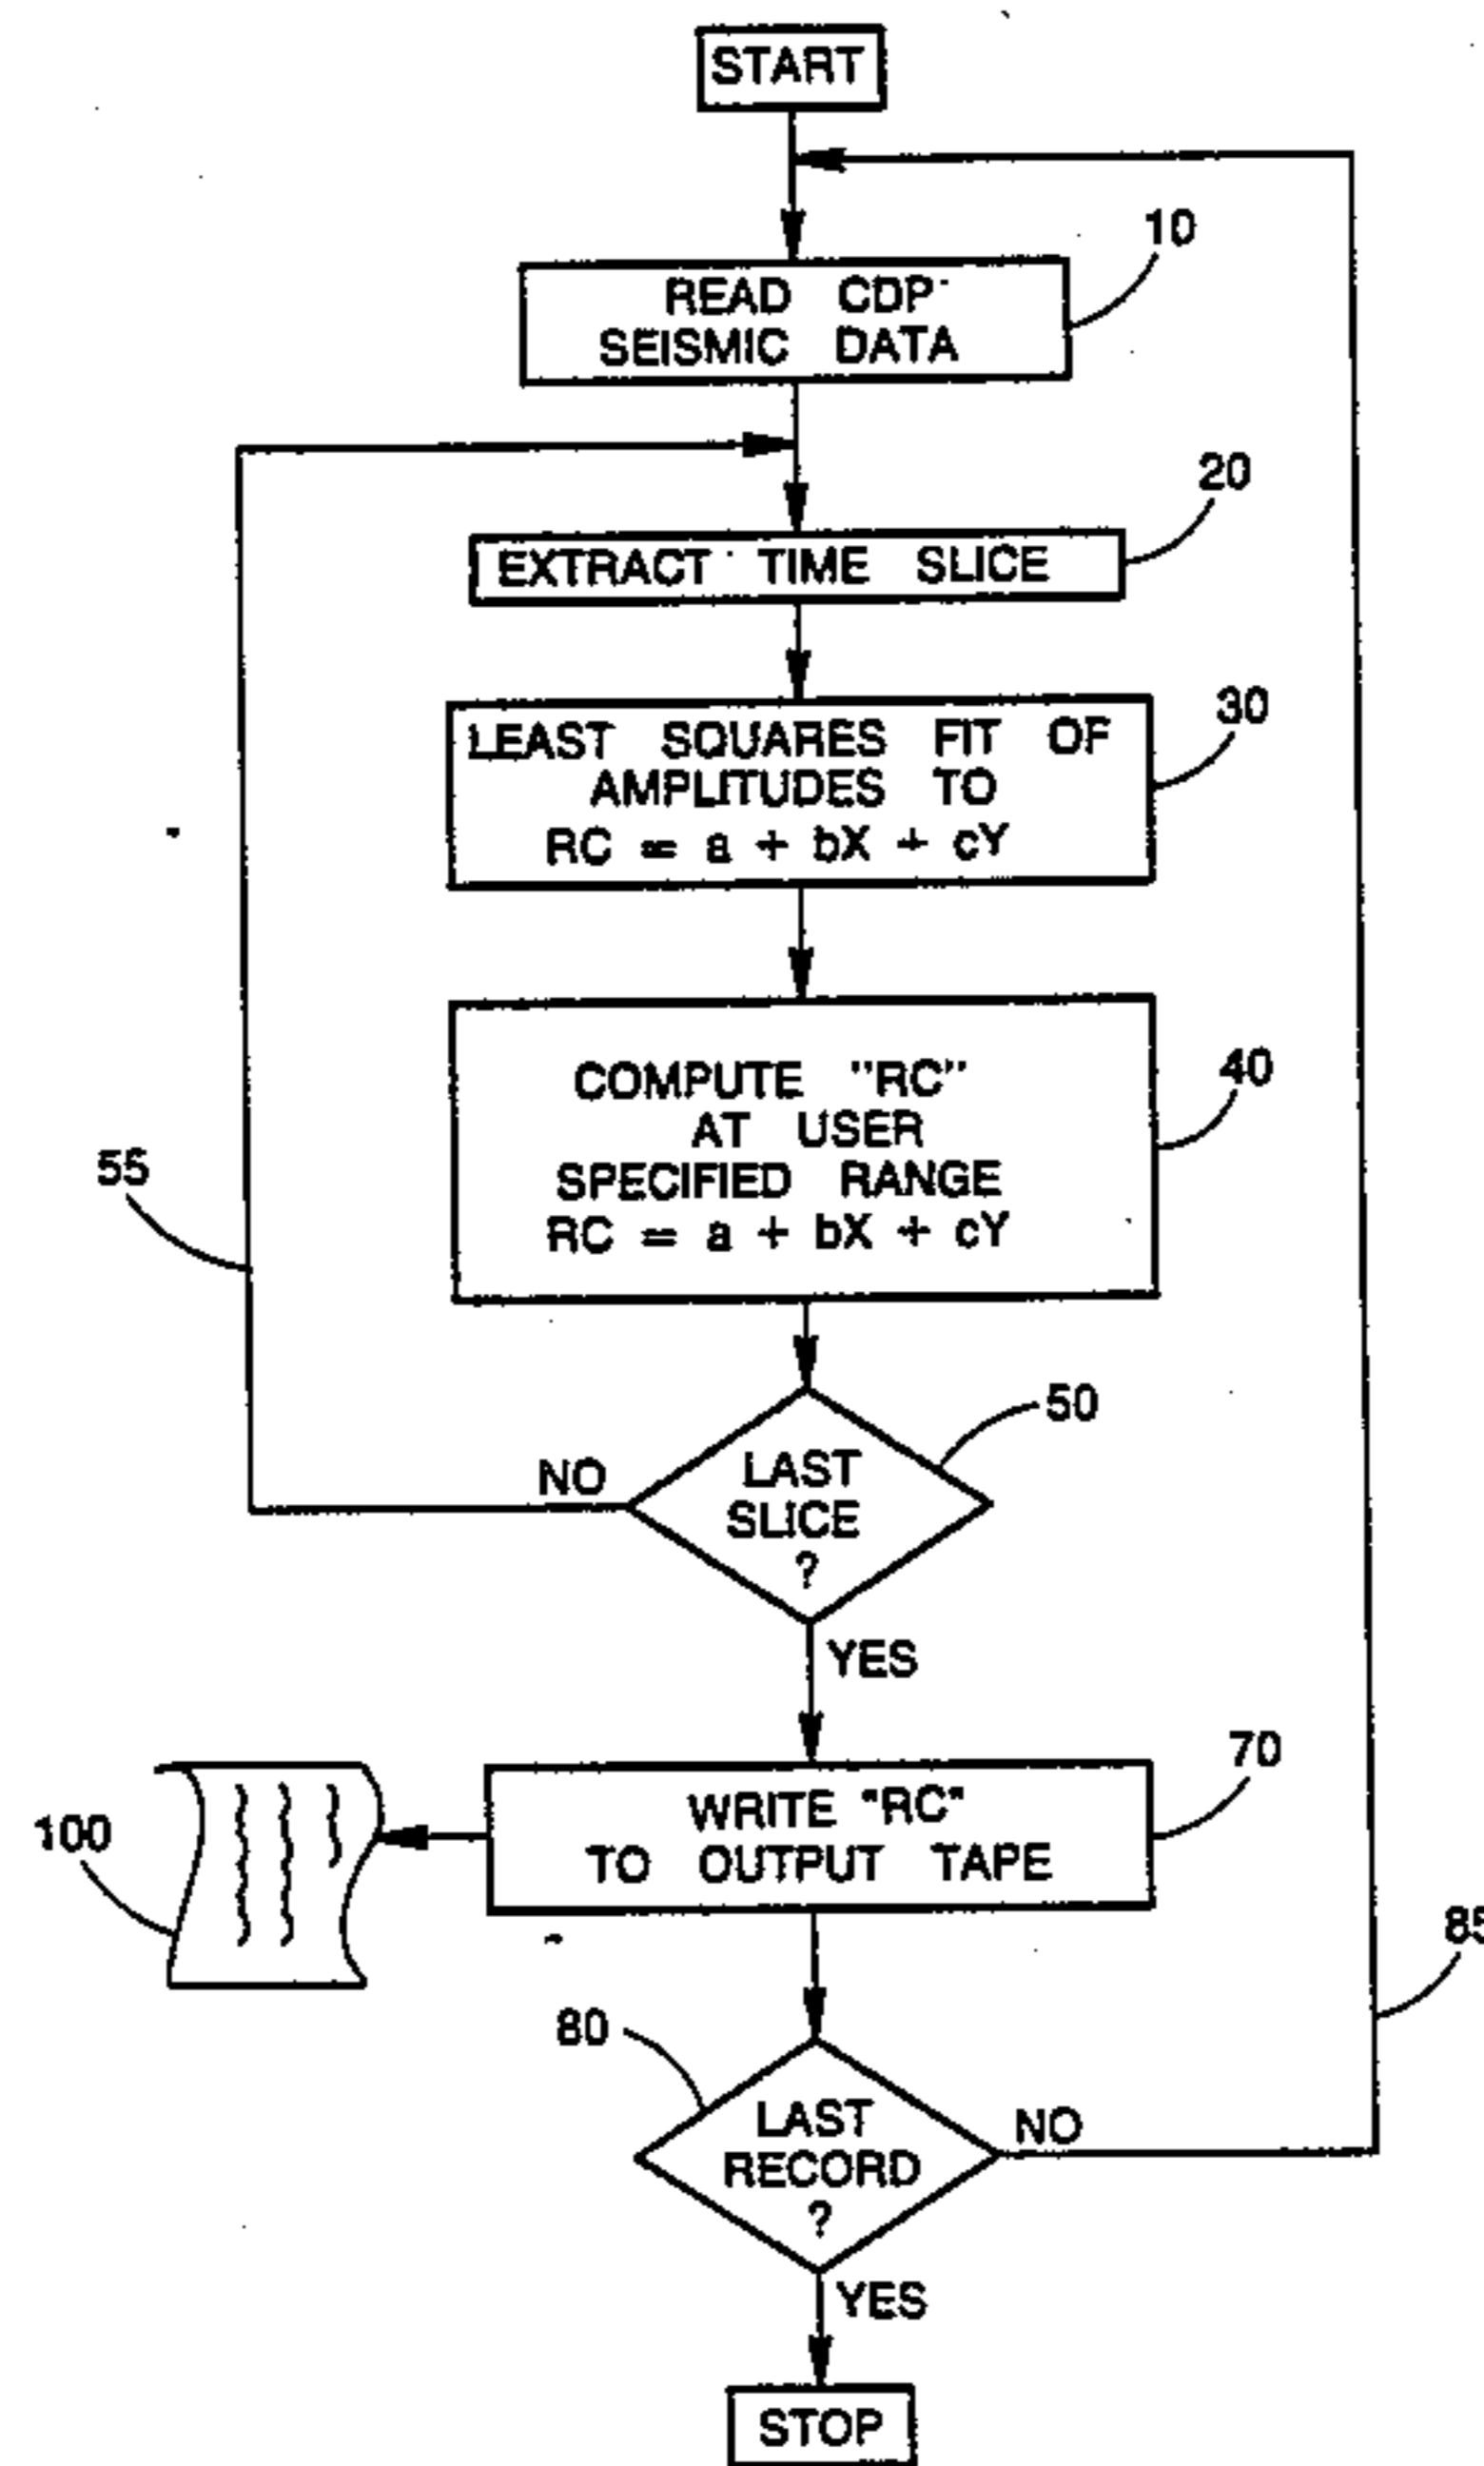 START
10
READ CDP
SEISMIC DATA
20
EXTRACT TIME SLICE
30
LEAST SQUARES FIT OF
AMPLITUDES TO
RC = a + bX + cY
40
COMPUTE "RC"
AT USER
SPECIFIED RANGE
RC = a + bX + cY
55
50
NO
LAST
SLICE
?
YES
70
WRITE "RC"
TO OUTPUT TAPE
100
85
80
LAST
RECORD
?
NO
YES
STOP